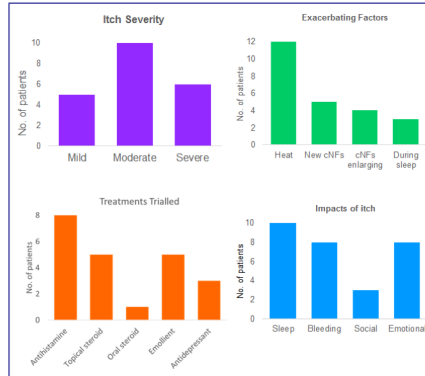 Itch Severity
No. of patients
10
8
6
4
2
0
Mild Moderate Severe
Exacerbating Factors
No. of patients
12
10
8
6
4
2
0
Heat New cNFs cNFs enlarging During sleep
Treatments Trialled
No. of patients
8
6
4
2
0
Antihistamine Topical steroid Oral steroid Emollient Antidepressant
Impacts of itch
No. of patients
10
8
6
4
2
0
Sleep Bleeding Social Emotional